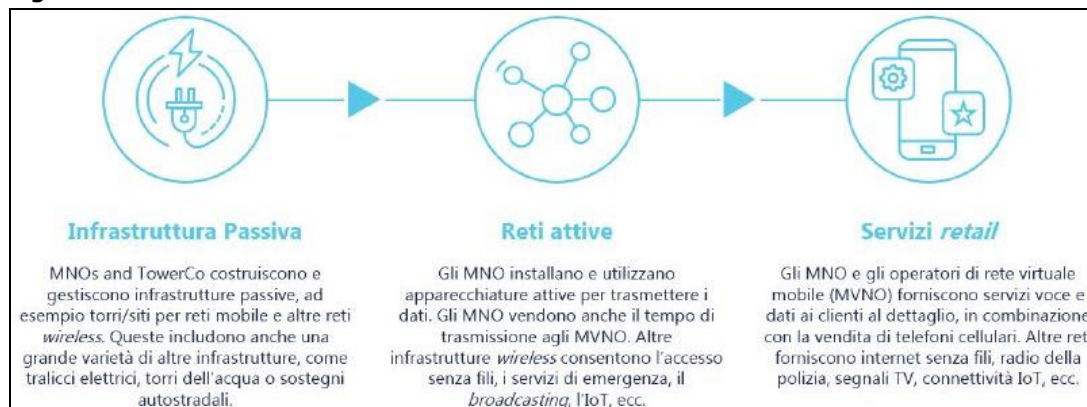 Infrastruttura Passiva
MNOs and TowerCo costruiscono e
gestiscono infrastrutture passive, ad
esempio torri/siti per reti mobile e altre reti
wireless. Queste includono anche una
grande varietà di altre infrastrutture, come
tralicci elettrici, torri dell'acqua o sostegni
autostradali.
Reti attive
Gli MNO installano e utilizzano
apparecchiature attive per trasmettere i
dati. Gli MNO vendono anche il tempo di
trasmissione agli MVNO. Altre
infrastrutture wireless consentono l'accesso
senza fili, i servizi di emergenza, il
broadcasting, l'IoT, ecc.
Servizi retail
Gli MNO e gli operatori di rete virtuale
mobile (MVNO) forniscono servizi voce e
dati ai clienti al dettaglio, in combinazione
con la vendita di telefoni cellulari. Altre reti
forniscono internet senza fili, radio della
polizia, segnali TV, connettività IoT, ecc.